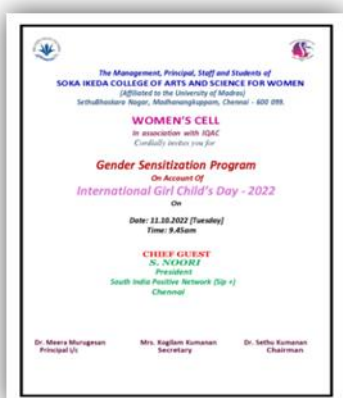 The Management, Principal, Staff and Students of
SOKA IKEDA COLLEGE OF ARTS AND SCIENCE FOR WOMEN
(Affiliated to the University of Madras)
Sethu Bhaskara Nagar, Madhanangkuppam, Chennai - 600 099.
WOMEN'S CELL
In association with IQAC
Cordially invites you for
Gender Sensitization Program
On Account Of
International Girl Child's Day - 2022
On
Date: 11.10.2022 [Tuesday]
Time: 9.45am
CHIEF GUEST
S. NOORI
President
South India Positive Network (Sip +)
Chennai
Dr. Meera Murugesan Mrs. Kogilam Kumanan Dr. Sethu Kumanan
Principal i/c Secretary Chairman